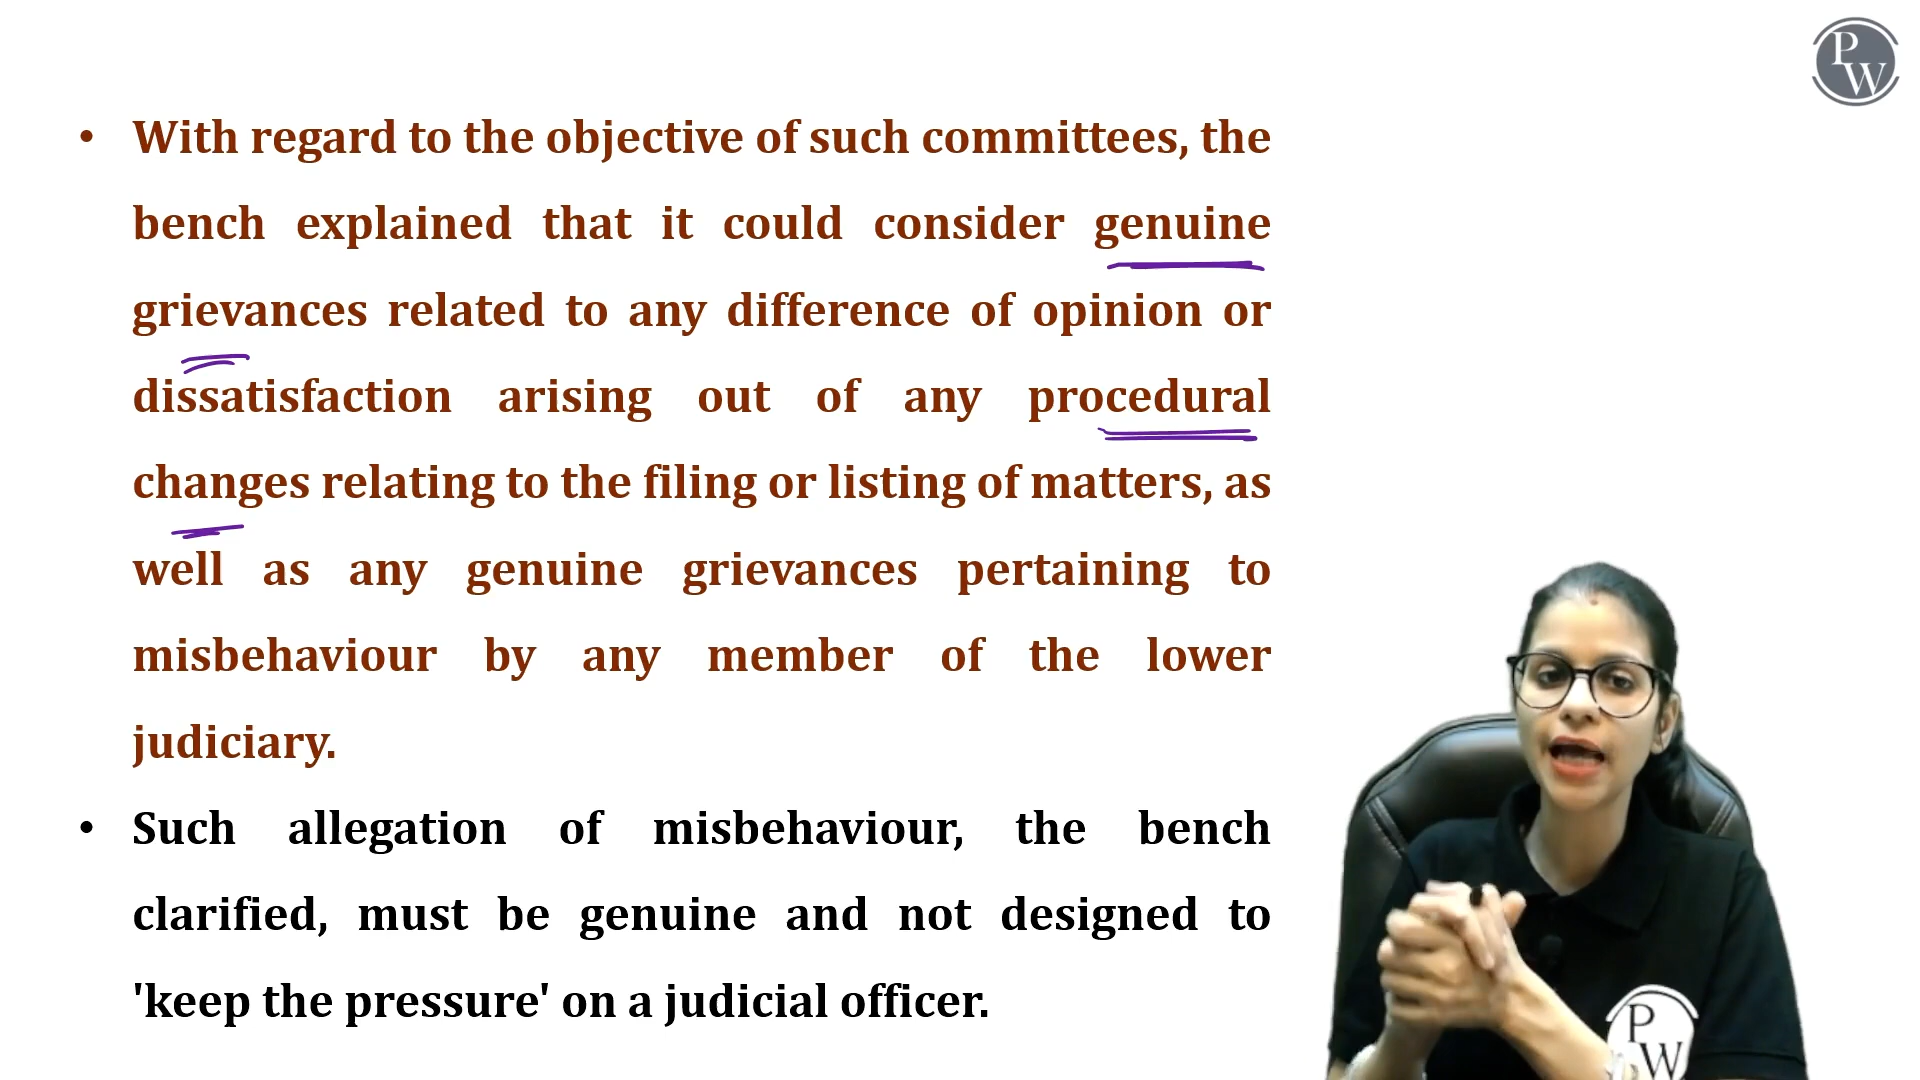 PW
• With regard to the objective of such committees, the
bench explained that it could consider genuine
grievances related to any difference of opinion or
dissatisfaction arising out of any procedural
changes relating to the filing or listing of matters, as
well as any genuine grievances pertaining to
misbehaviour by any member of the lower
judiciary.
• Such allegation of misbehaviour, the bench
clarified, must be genuine and not designed to
'keep the pressure' on a judicial officer.
PW